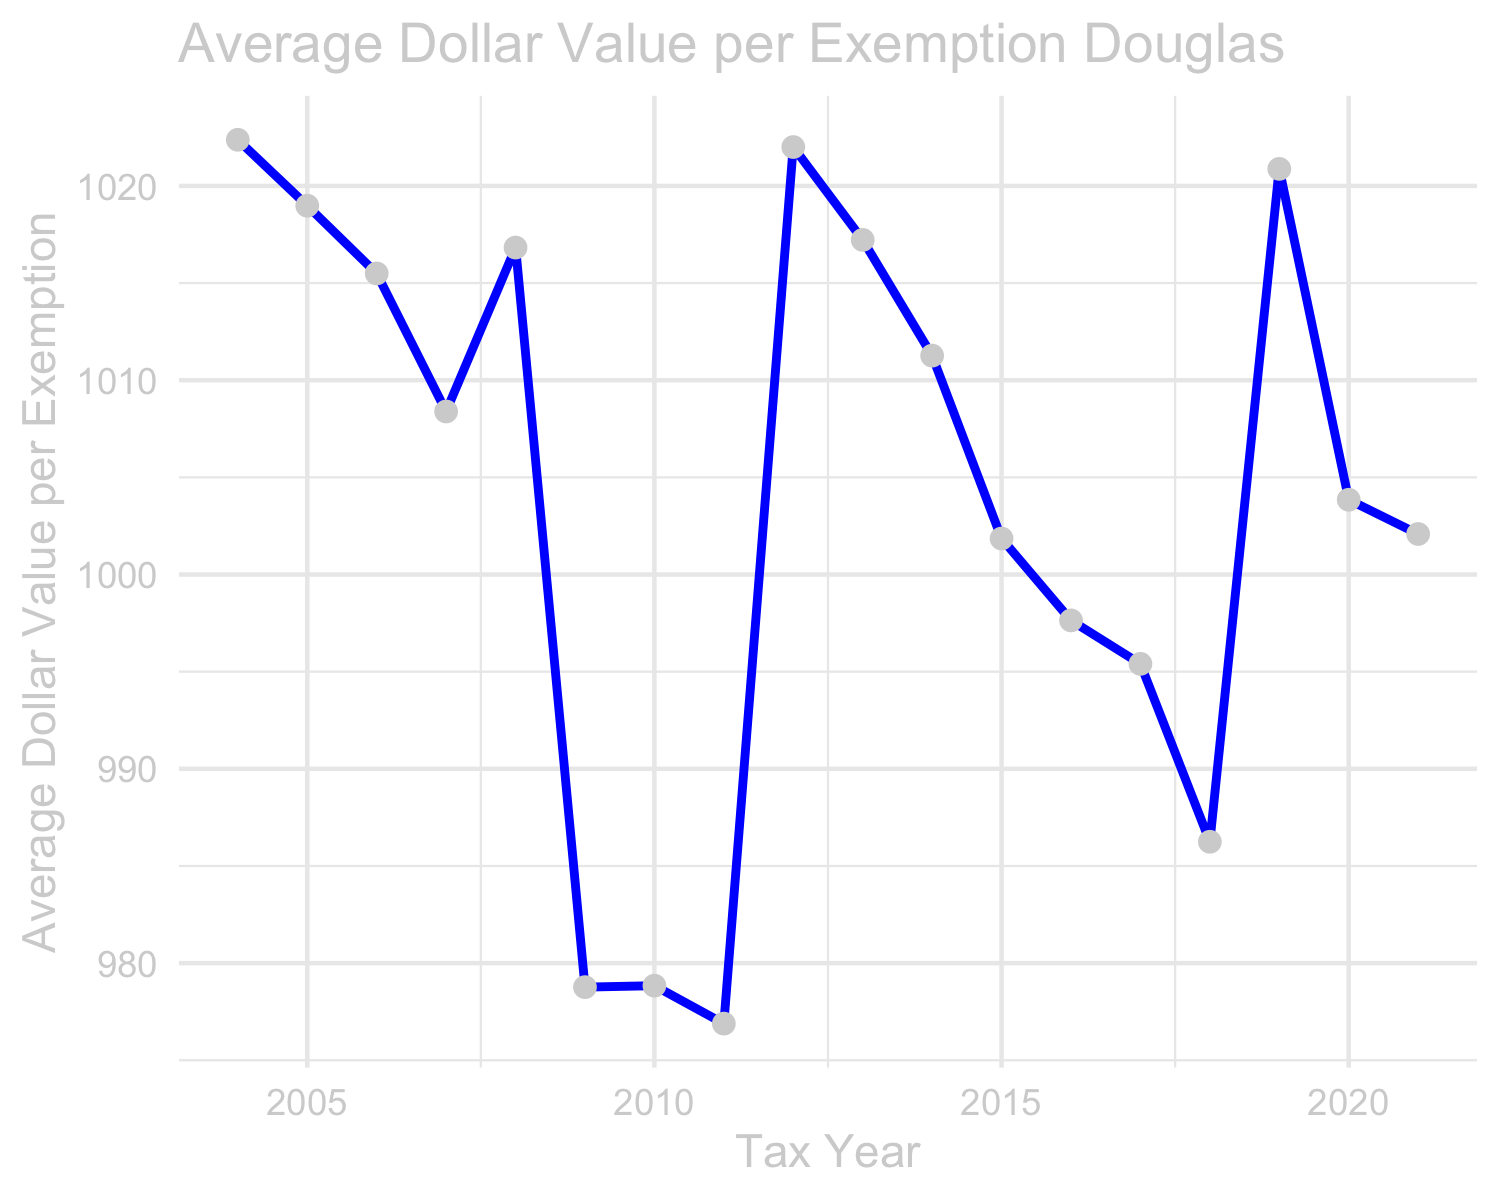 Average Dollar Value per Exemption Douglas
Average Dollar Value per Exemption
1020
1010
1000
990
980
2005 2010 2015 2020
Tax Year